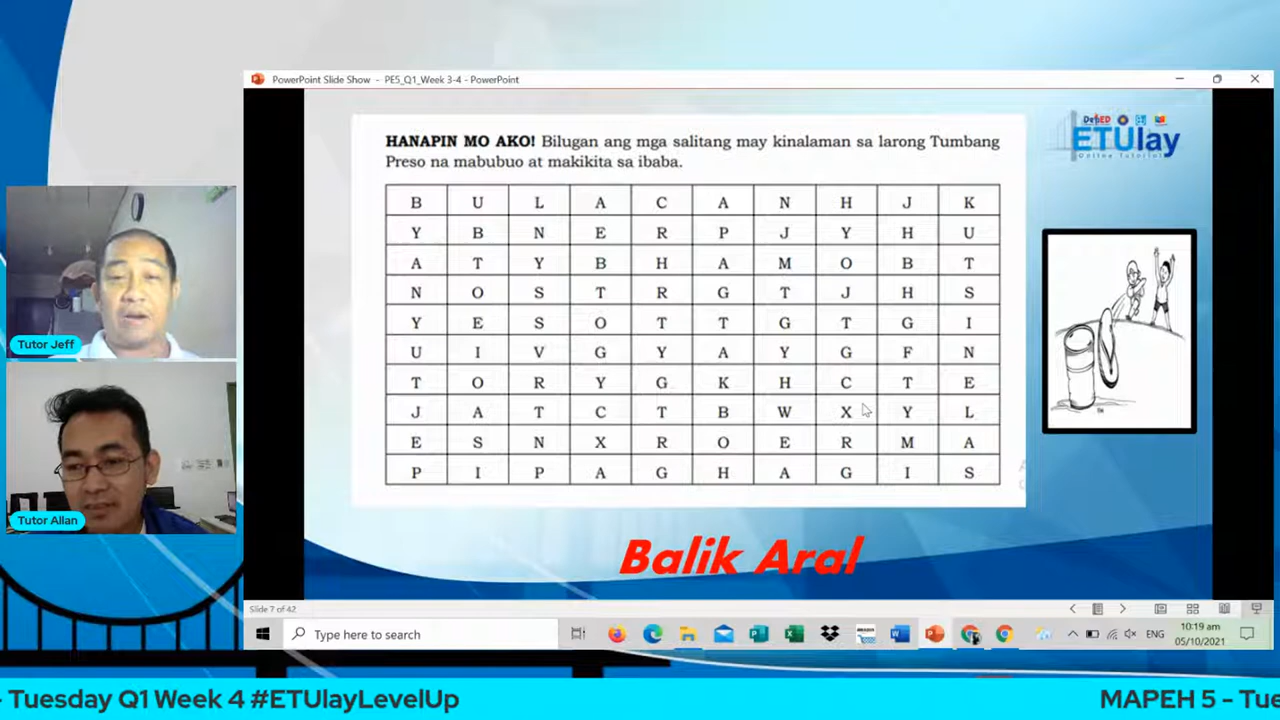 PowerPoint Slide Show - PE5_Q1_Week 3-4 - PowerPoint
HANAPIN MO AKO! Bilugan ang mga salitang may kinalaman sa larong Tumbang
Preso na mabubuo at makikita sa ibaba.
DepED
ETUlay
Online Tutorial
B U L A C A N H J K
Y B N E R P J Y H U
A T Y B H A M O B T
N O S T R G T J H S
Y E S O T T G T G I
U I V G Y A Y G F N
T O R Y G K H C T E
J A T C T B W X Y L
E S N X R O E R M A
P I P A G H A G I S
Tutor Jeff
Tutor Allan
Balik Aral
Slide 7 of 42
Type here to search
ENG
10:19 am
05/10/2021
- Tuesday Q1 Week 4 #ETUlayLevelUp
MAPEH 5 - Tue